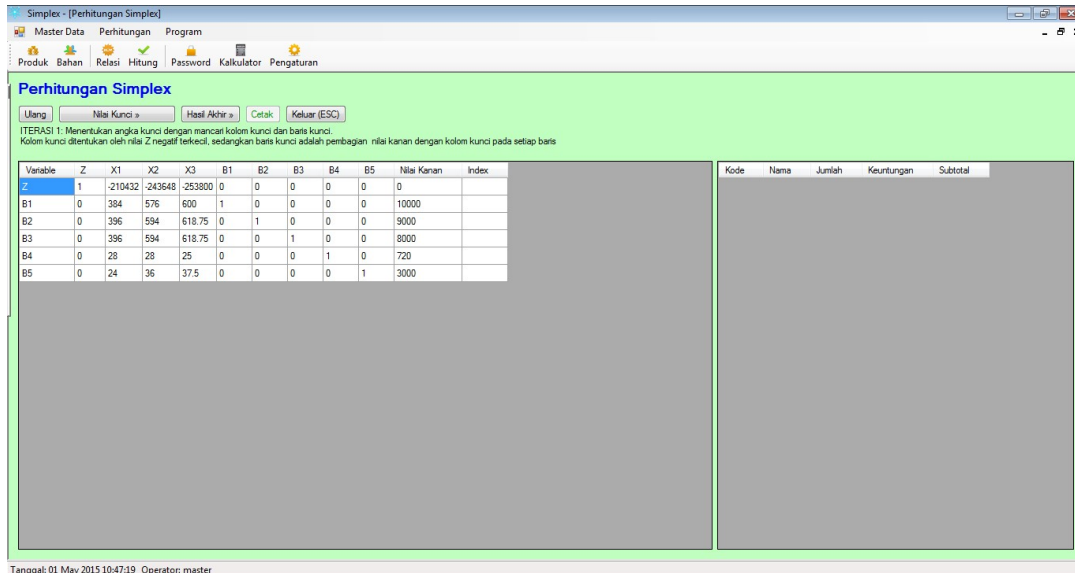 Simplex - [Perhitungan Simplex]
Master Data Perhitungan Program
Produk Bahan Relasi Hitung Password Kalkulator Pengaturan
Perhitungan Simplex
Ulang Nilai Kunci » Hasil Akhir » Cetak Keluar (ESC)
ITERASI 1: Menentukan angka kunci dengan mancari kolom kunci dan baris kunci.
Kolom kunci ditentukan oleh nilai Z negatif terkecil, sedangkan baris kunci adalah pembagian nilai kanan dengan kolom kunci pada setiap baris
Variable Z X1 X2 X3 B1 B2 B3 B4 B5 Nilai Kanan Index
Z 1 -210432 -243648 -253800 0 0 0 0 0 0
B1 0 384 576 600 1 0 0 0 0 10000
B2 0 396 594 618.75 0 1 0 0 0 9000
B3 0 396 594 618.75 0 0 1 0 0 8000
B4 0 28 28 25 0 0 0 1 0 720
B5 0 24 36 37.5 0 0 0 0 1 3000
Kode Nama Jumlah Keuntungan Subtotal
Tanggal: 01 May 2015 10:47:19 Operator: master